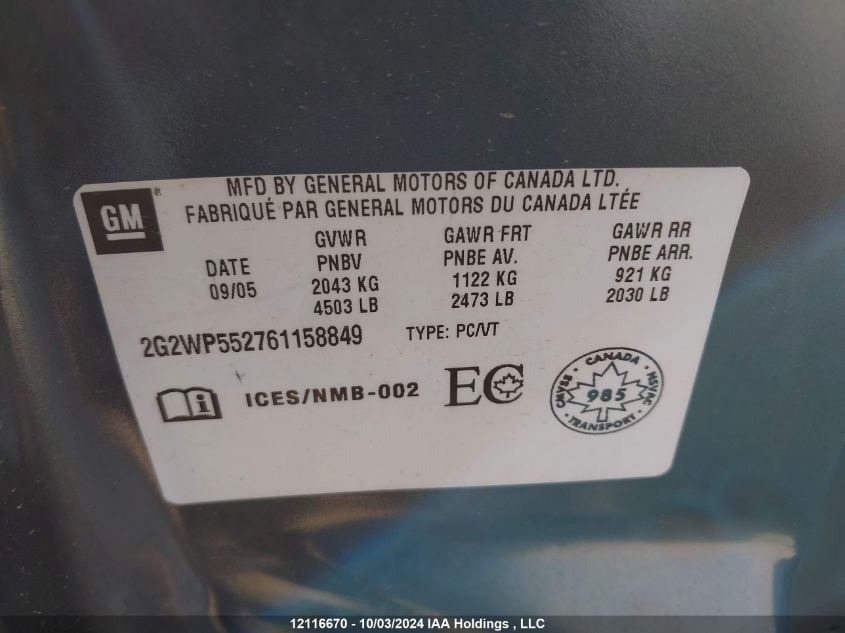 GM
MFD BY GENERAL MOTORS OF CANADA LTD.
FABRIQUÉ PAR GENERAL MOTORS DU CANADA LTÉE
DATE
09/05
GVWR
PNBV
2043 KG
4503 LB
GAWR FRT
PNBE AV.
1122 KG
2473 LB
GAWR RR
PNBE ARR.
921 KG
2030 LB
2G2WP552761158849 TYPE: PC/VT
i ICES/NMB-002 EC
CANADA
CMVSS 985 NSVAC
TRANSPORT
12116670 - 10/03/2024 IAA Holdings , LLC